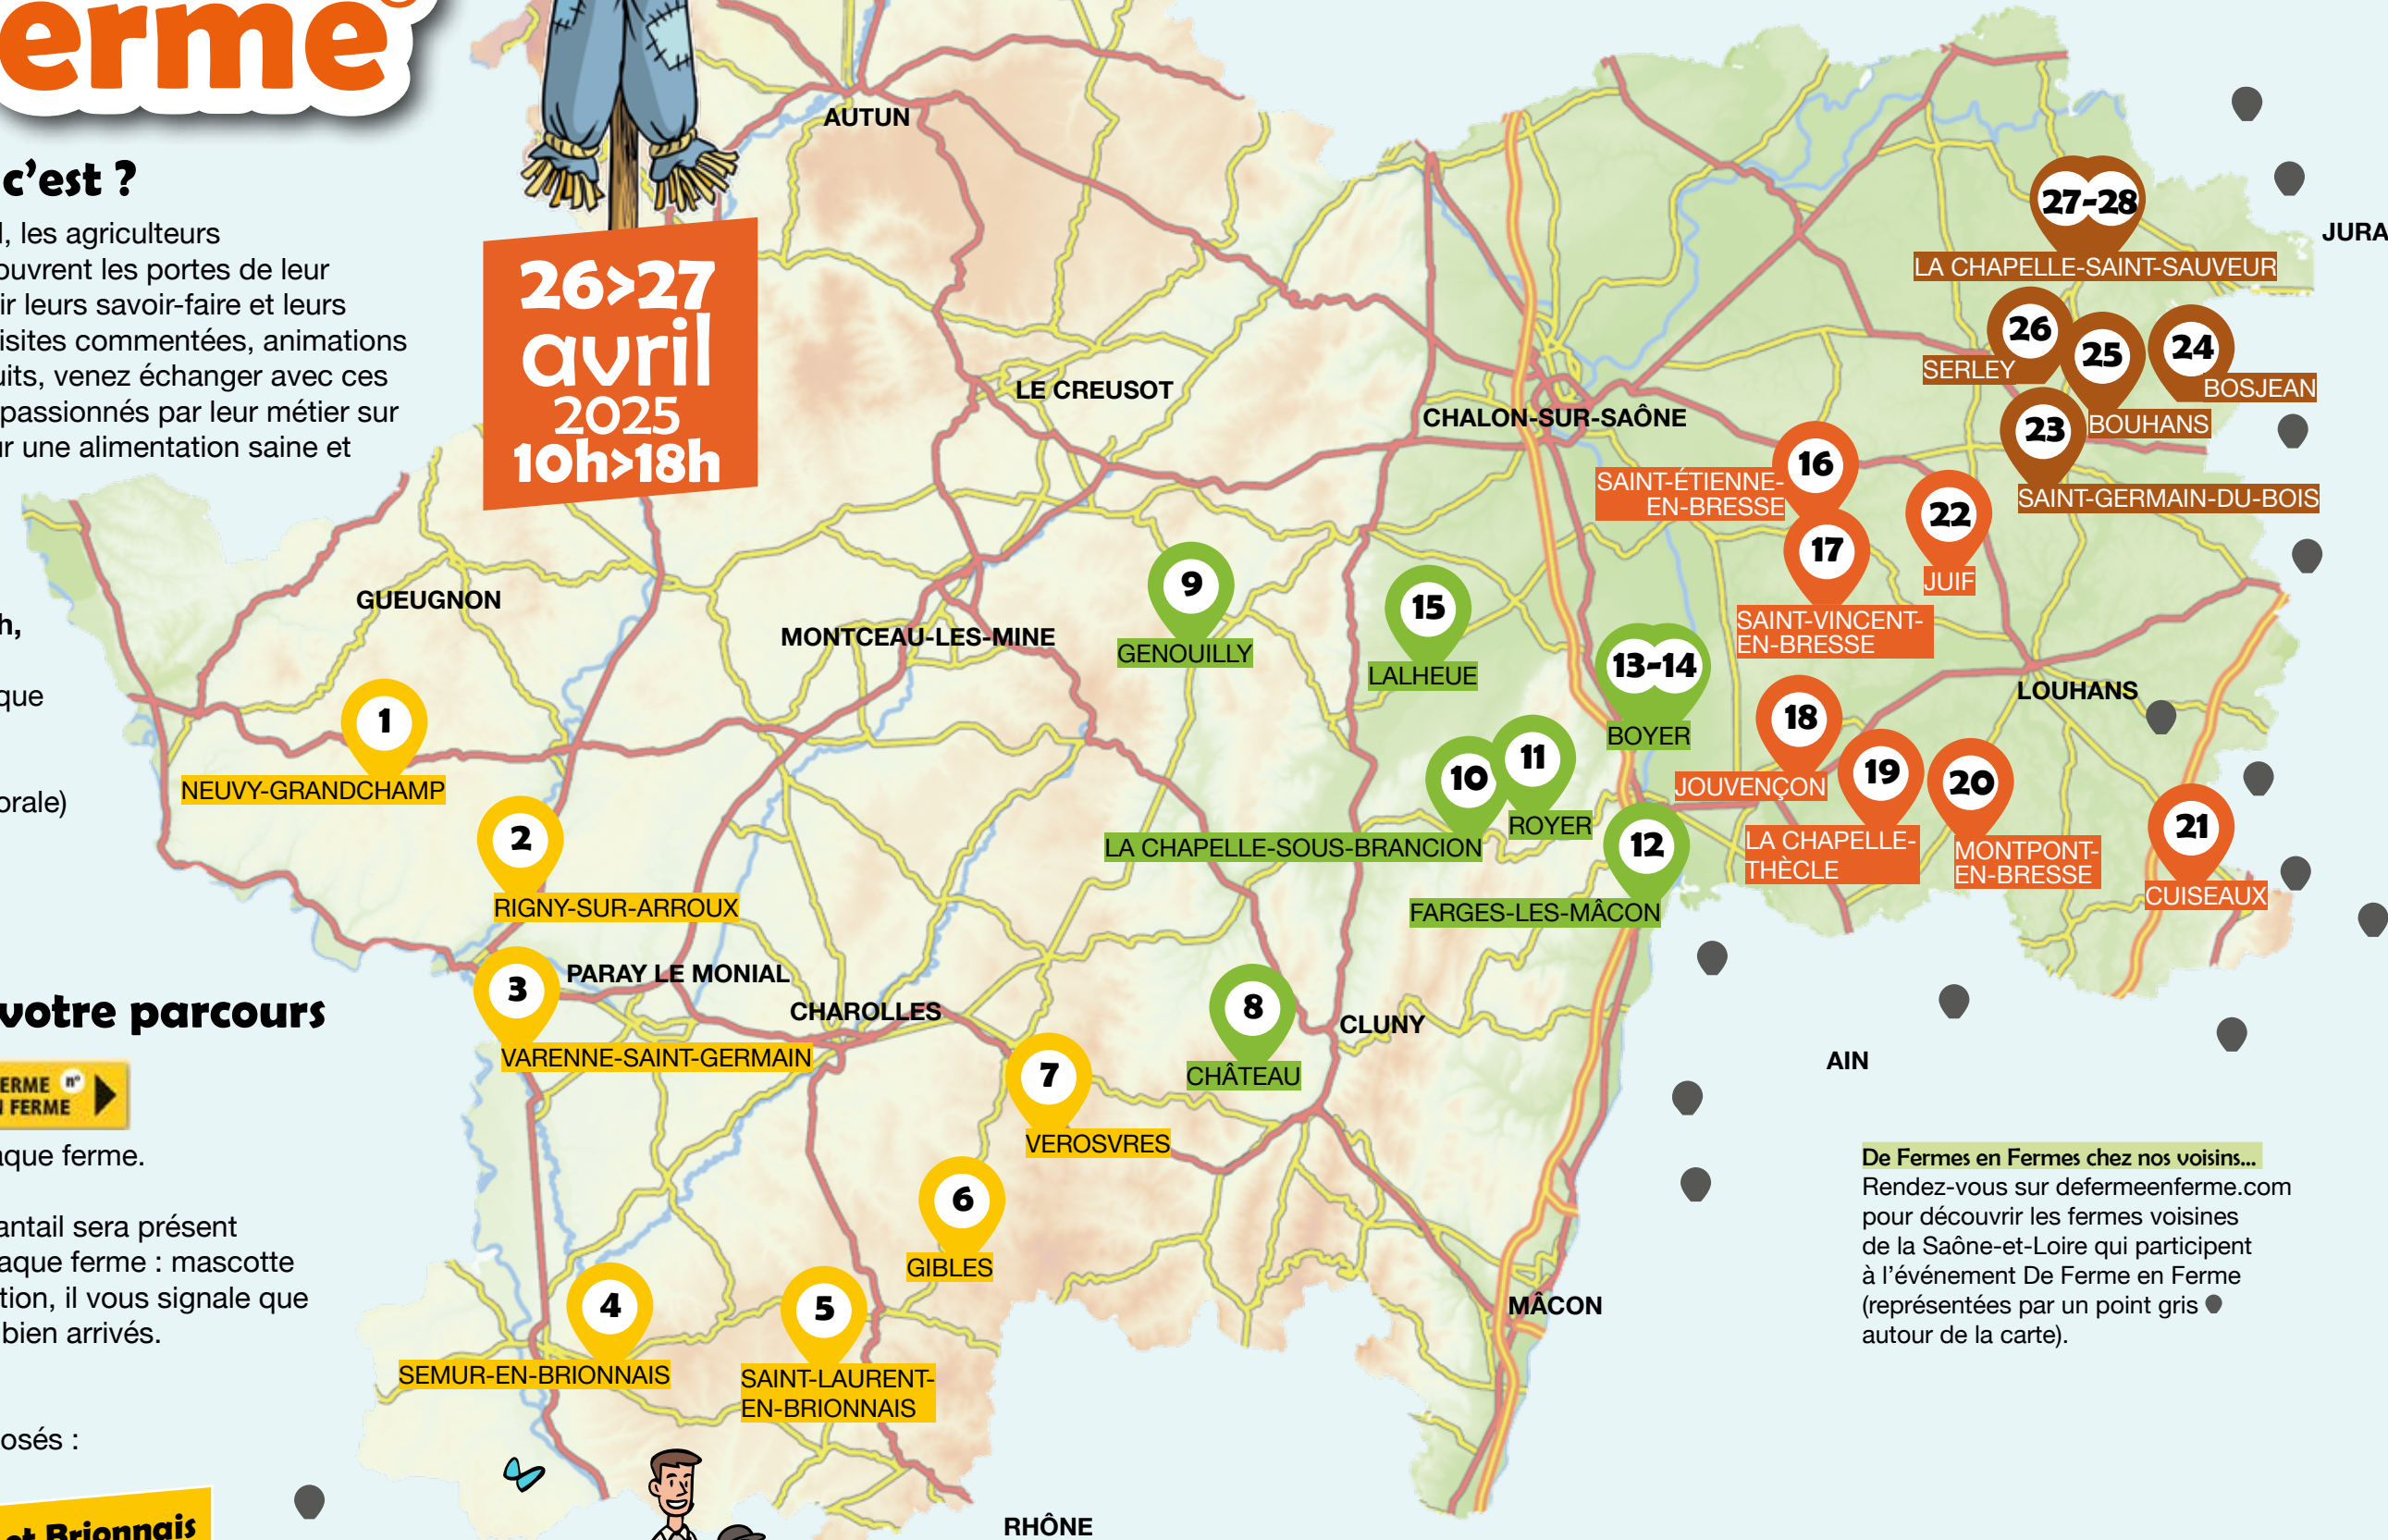 erme
c'est ?
, les agriculteurs
ouvrent les portes de leur
ir leurs savoir-faire et leurs
isites commentées, animations
uits, venez échanger avec ces
passionnés par leur métier sur
r une alimentation saine et
h,
que
orale)
votre parcours
ERME n°
FERME
aque ferme.
antail sera présent
aque ferme : mascotte
tion, il vous signale que
bien arrivés.
osés :
et Brionnais
26>27
avril
2025
10h>18h
AUTUN
LE CREUSOT
CHALON-SUR-SAÔNE
GUEUGNON
MONTCEAU-LES-MINE
LOUHANS
PARAY LE MONIAL
CHAROLLES
CLUNY
MÂCON
JURA
AIN
RHÔNE
1
NEUVY-GRANDCHAMP
2
RIGNY-SUR-ARROUX
3
VARENNE-SAINT-GERMAIN
4
SEMUR-EN-BRIONNAIS
5
SAINT-LAURENT-
EN-BRIONNAIS
6
GIBLES
7
VEROSVRES
8
CHÂTEAU
9
GENOUILLY
10
LA CHAPELLE-SOUS-BRANCION
11
ROYER
12
FARGES-LES-MÂCON
13-14
BOYER
15
LALHEUE
16
SAINT-ÉTIENNE-
EN-BRESSE
17
SAINT-VINCENT-
EN-BRESSE
18
JOUVENÇON
19
LA CHAPELLE-
THÈCLE
20
MONTPONT-
EN-BRESSE
21
CUISEAUX
22
JUIF
23
SAINT-GERMAIN-DU-BOIS
24
BOSJEAN
25
BOUHANS
26
SERLEY
27-28
LA CHAPELLE-SAINT-SAUVEUR
De Fermes en Fermes chez nos voisins...
Rendez-vous sur defermeenferme.com
pour découvrir les fermes voisines
de la Saône-et-Loire qui participent
à l'événement De Ferme en Ferme
(représentées par un point gris
autour de la carte).